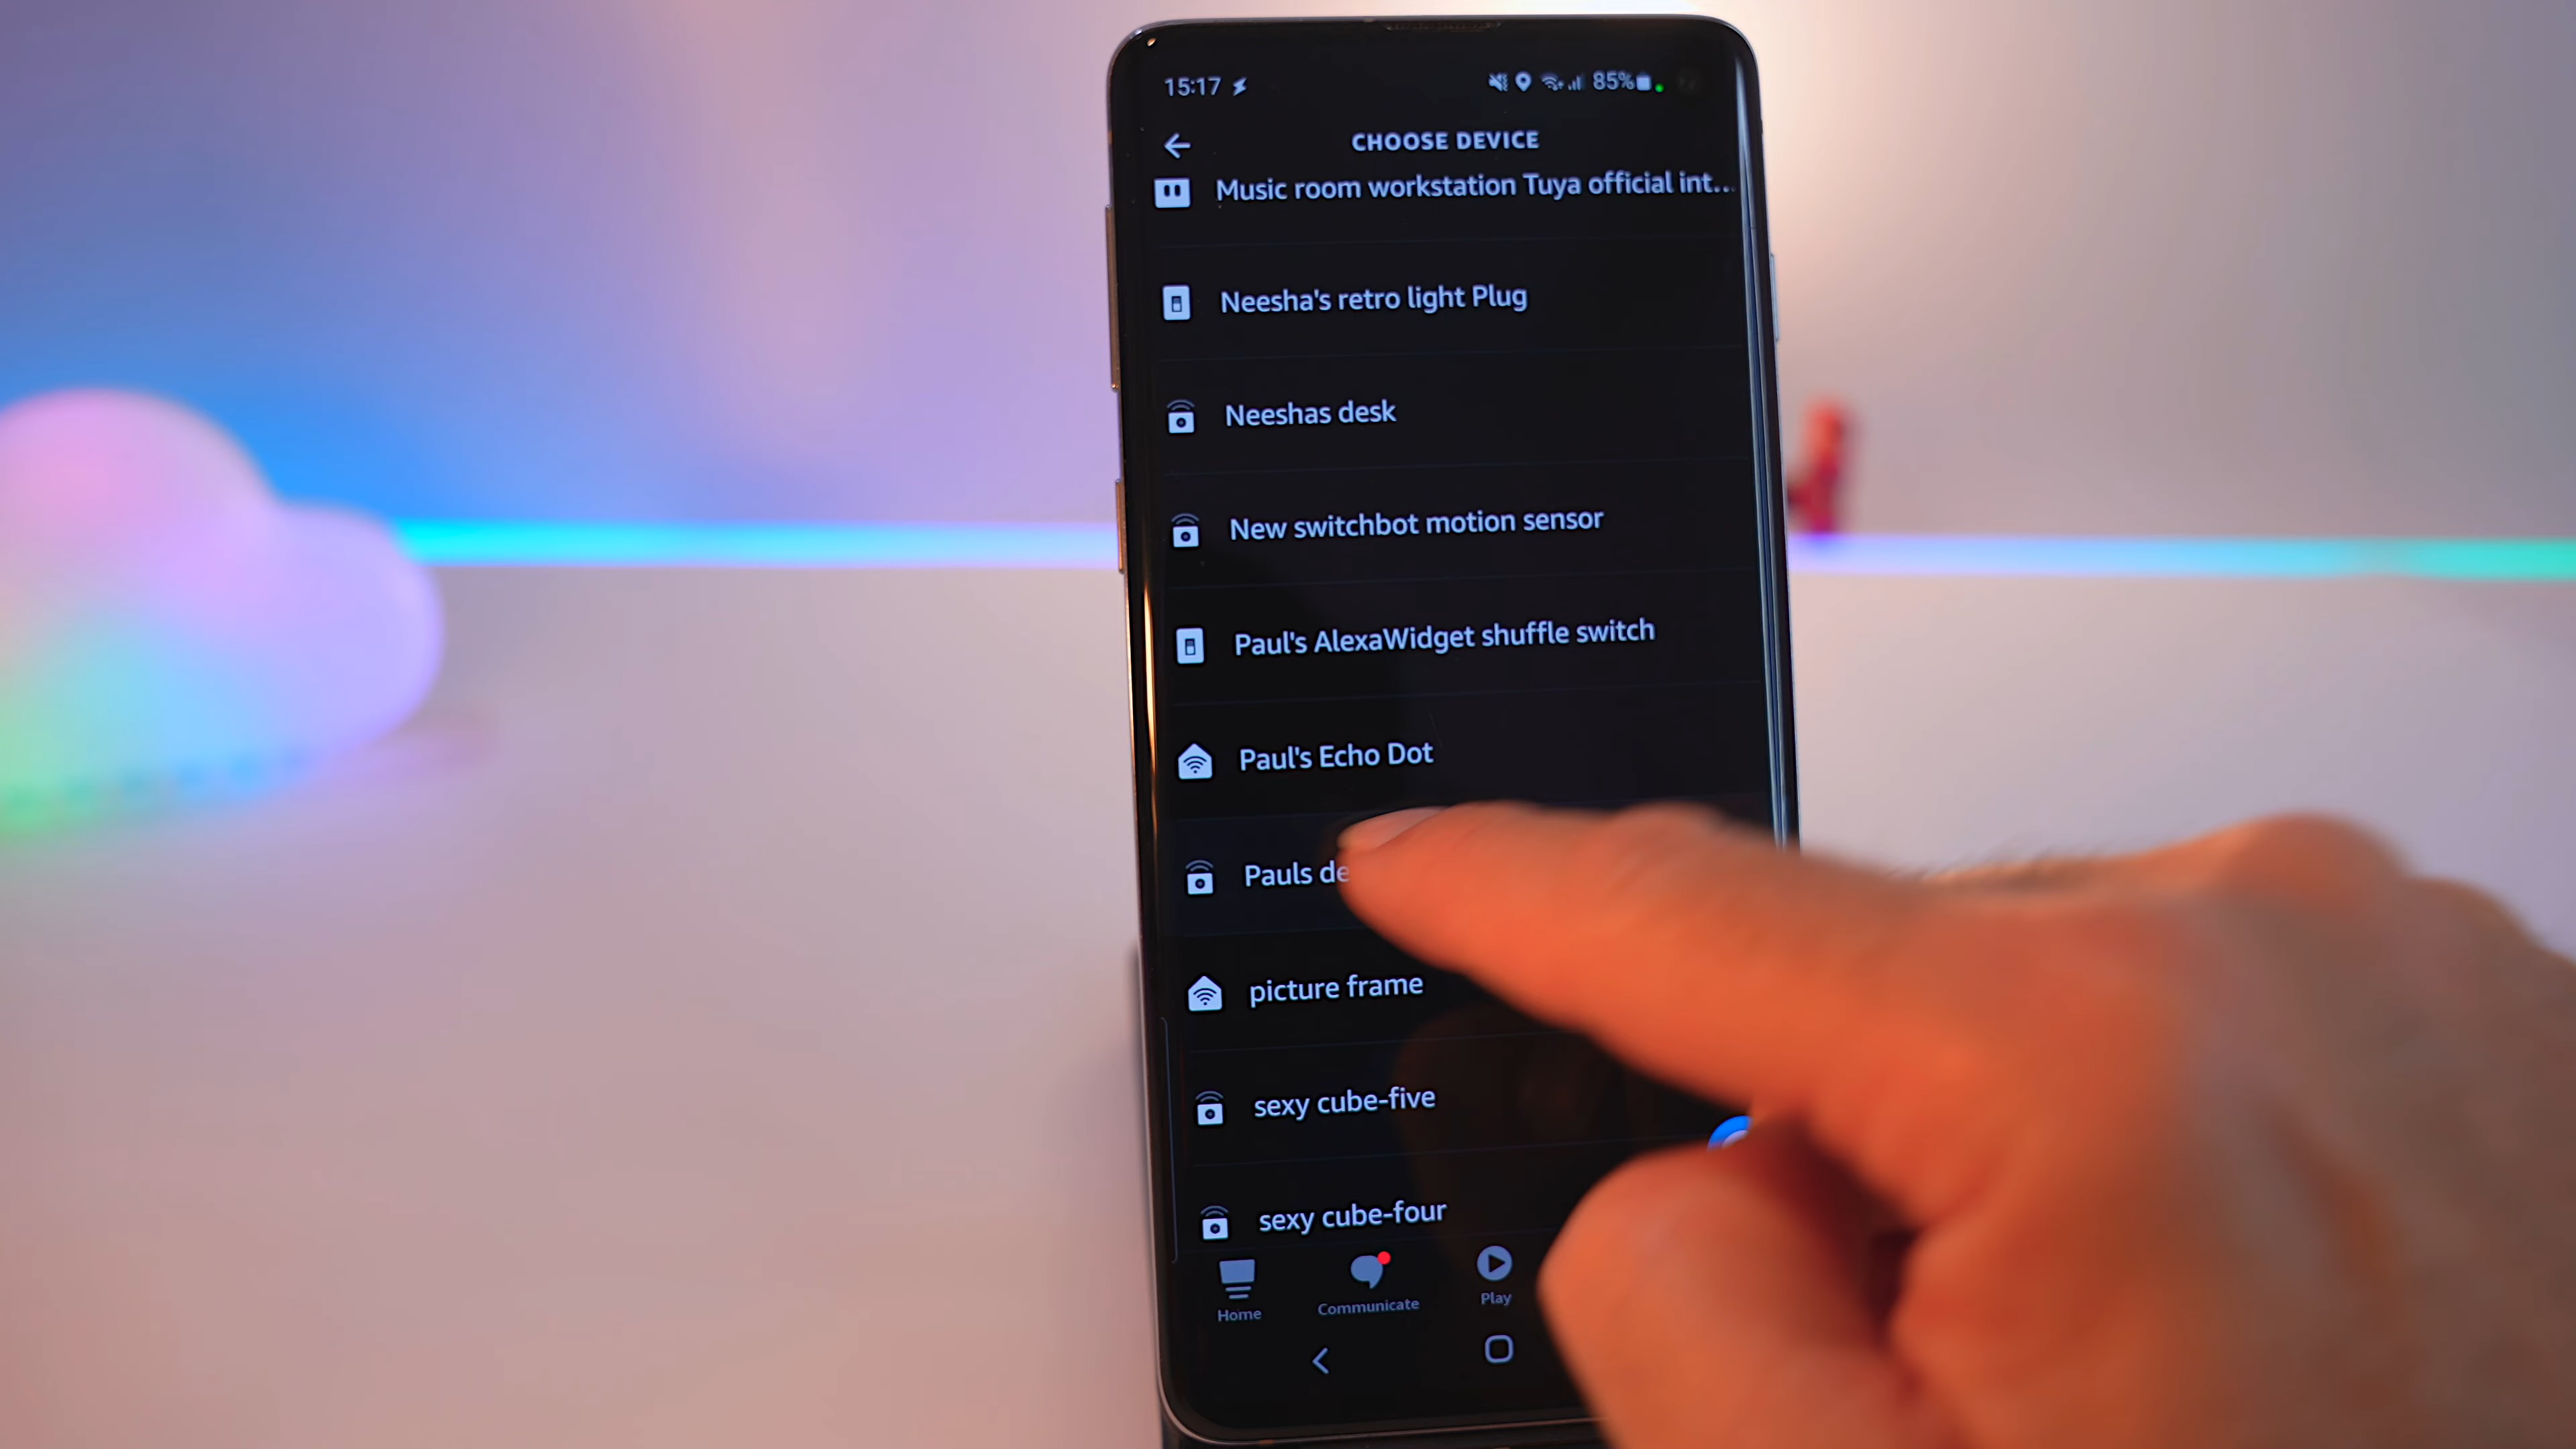 15:17
85%
CHOOSE DEVICE
Music room workstation Tuya official int...
Neesha's retro light Plug
Neeshas desk
New switchbot motion sensor
Paul's AlexaWidget shuffle switch
Paul's Echo Dot
Pauls de
picture frame
sexy cube-five
sexy cube-four
Home
Communicate
Play